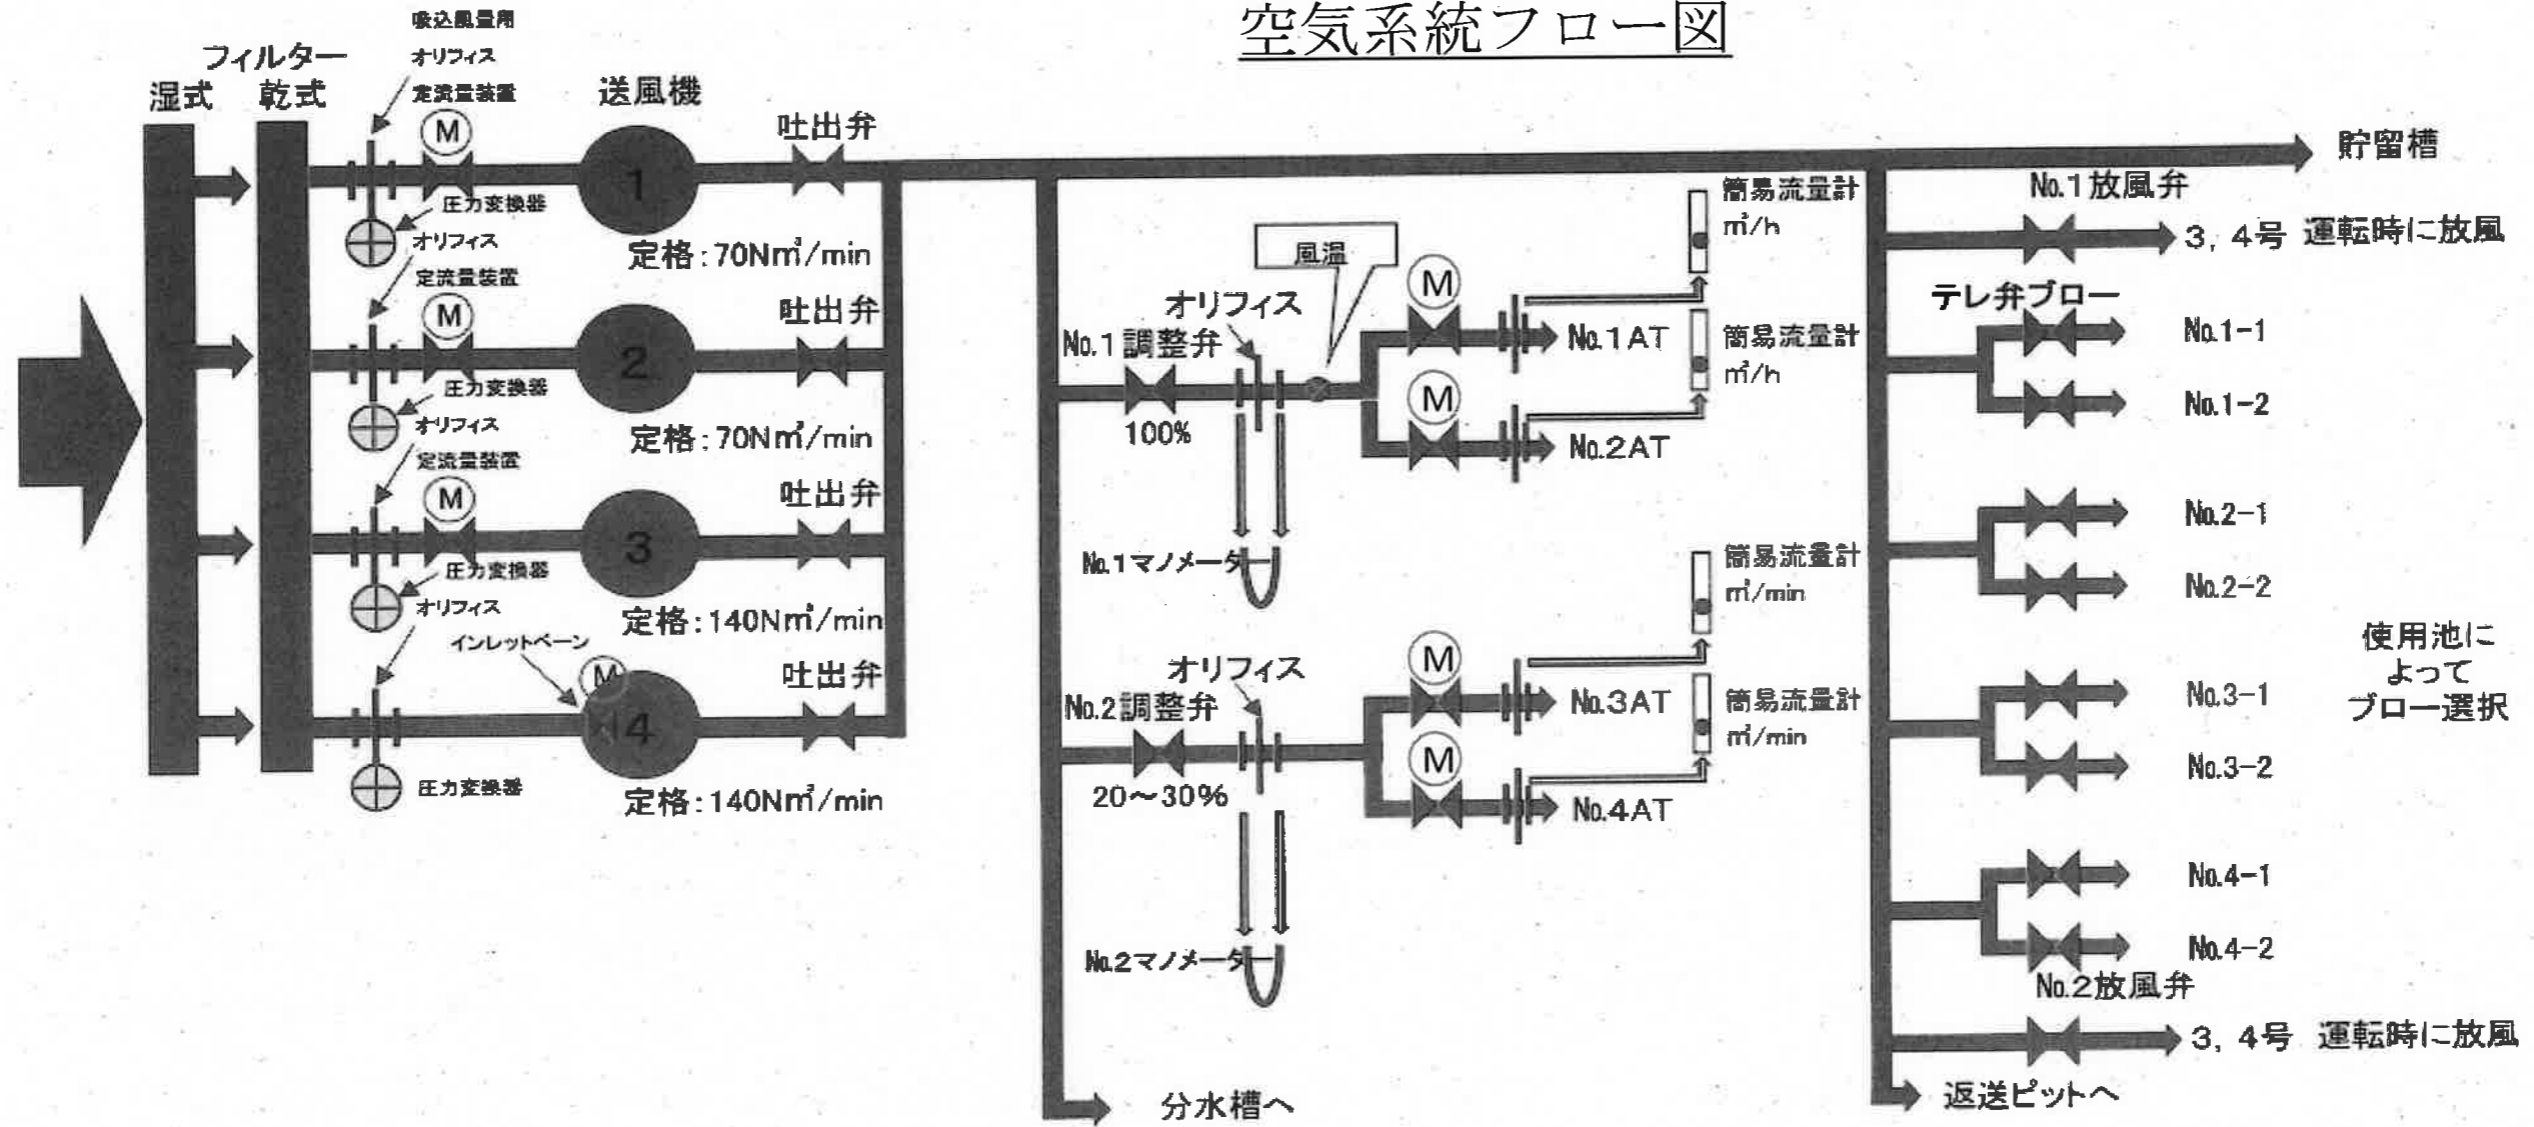 空気系統フロー図
吸込風量用
オリフィス
定流量装置
フィルター
湿式 乾式
送風機
吐出弁
M
1
圧力変換器
定格：70Nm³/min
オリフィス
定流量装置
M
2
吐出弁
圧力変換器
定格：70Nm³/min
オリフィス
定流量装置
M
3
吐出弁
圧力変換器
定格：140Nm³/min
オリフィス
インレットベーン
M
4
吐出弁
圧力変換器
定格：140Nm³/min
No.1調整弁
100%
オリフィス
風温
M
No.1AT
簡易流量計
m³/h
M
No.2AT
簡易流量計
m³/h
No.1マノメーター
No.2調整弁
20～30%
オリフィス
M
No.3AT
簡易流量計
m³/min
M
No.4AT
簡易流量計
m³/min
No.2マノメーター
分水槽へ
貯留槽
No.1放風弁
3, 4号 運転時に放風
テレ弁ブロー
No.1-1
No.1-2
No.2-1
No.2-2
No.3-1
No.3-2
No.4-1
No.4-2
使用池に
よって
ブロー選択
No.2放風弁
3, 4号 運転時に放風
返送ピットへ